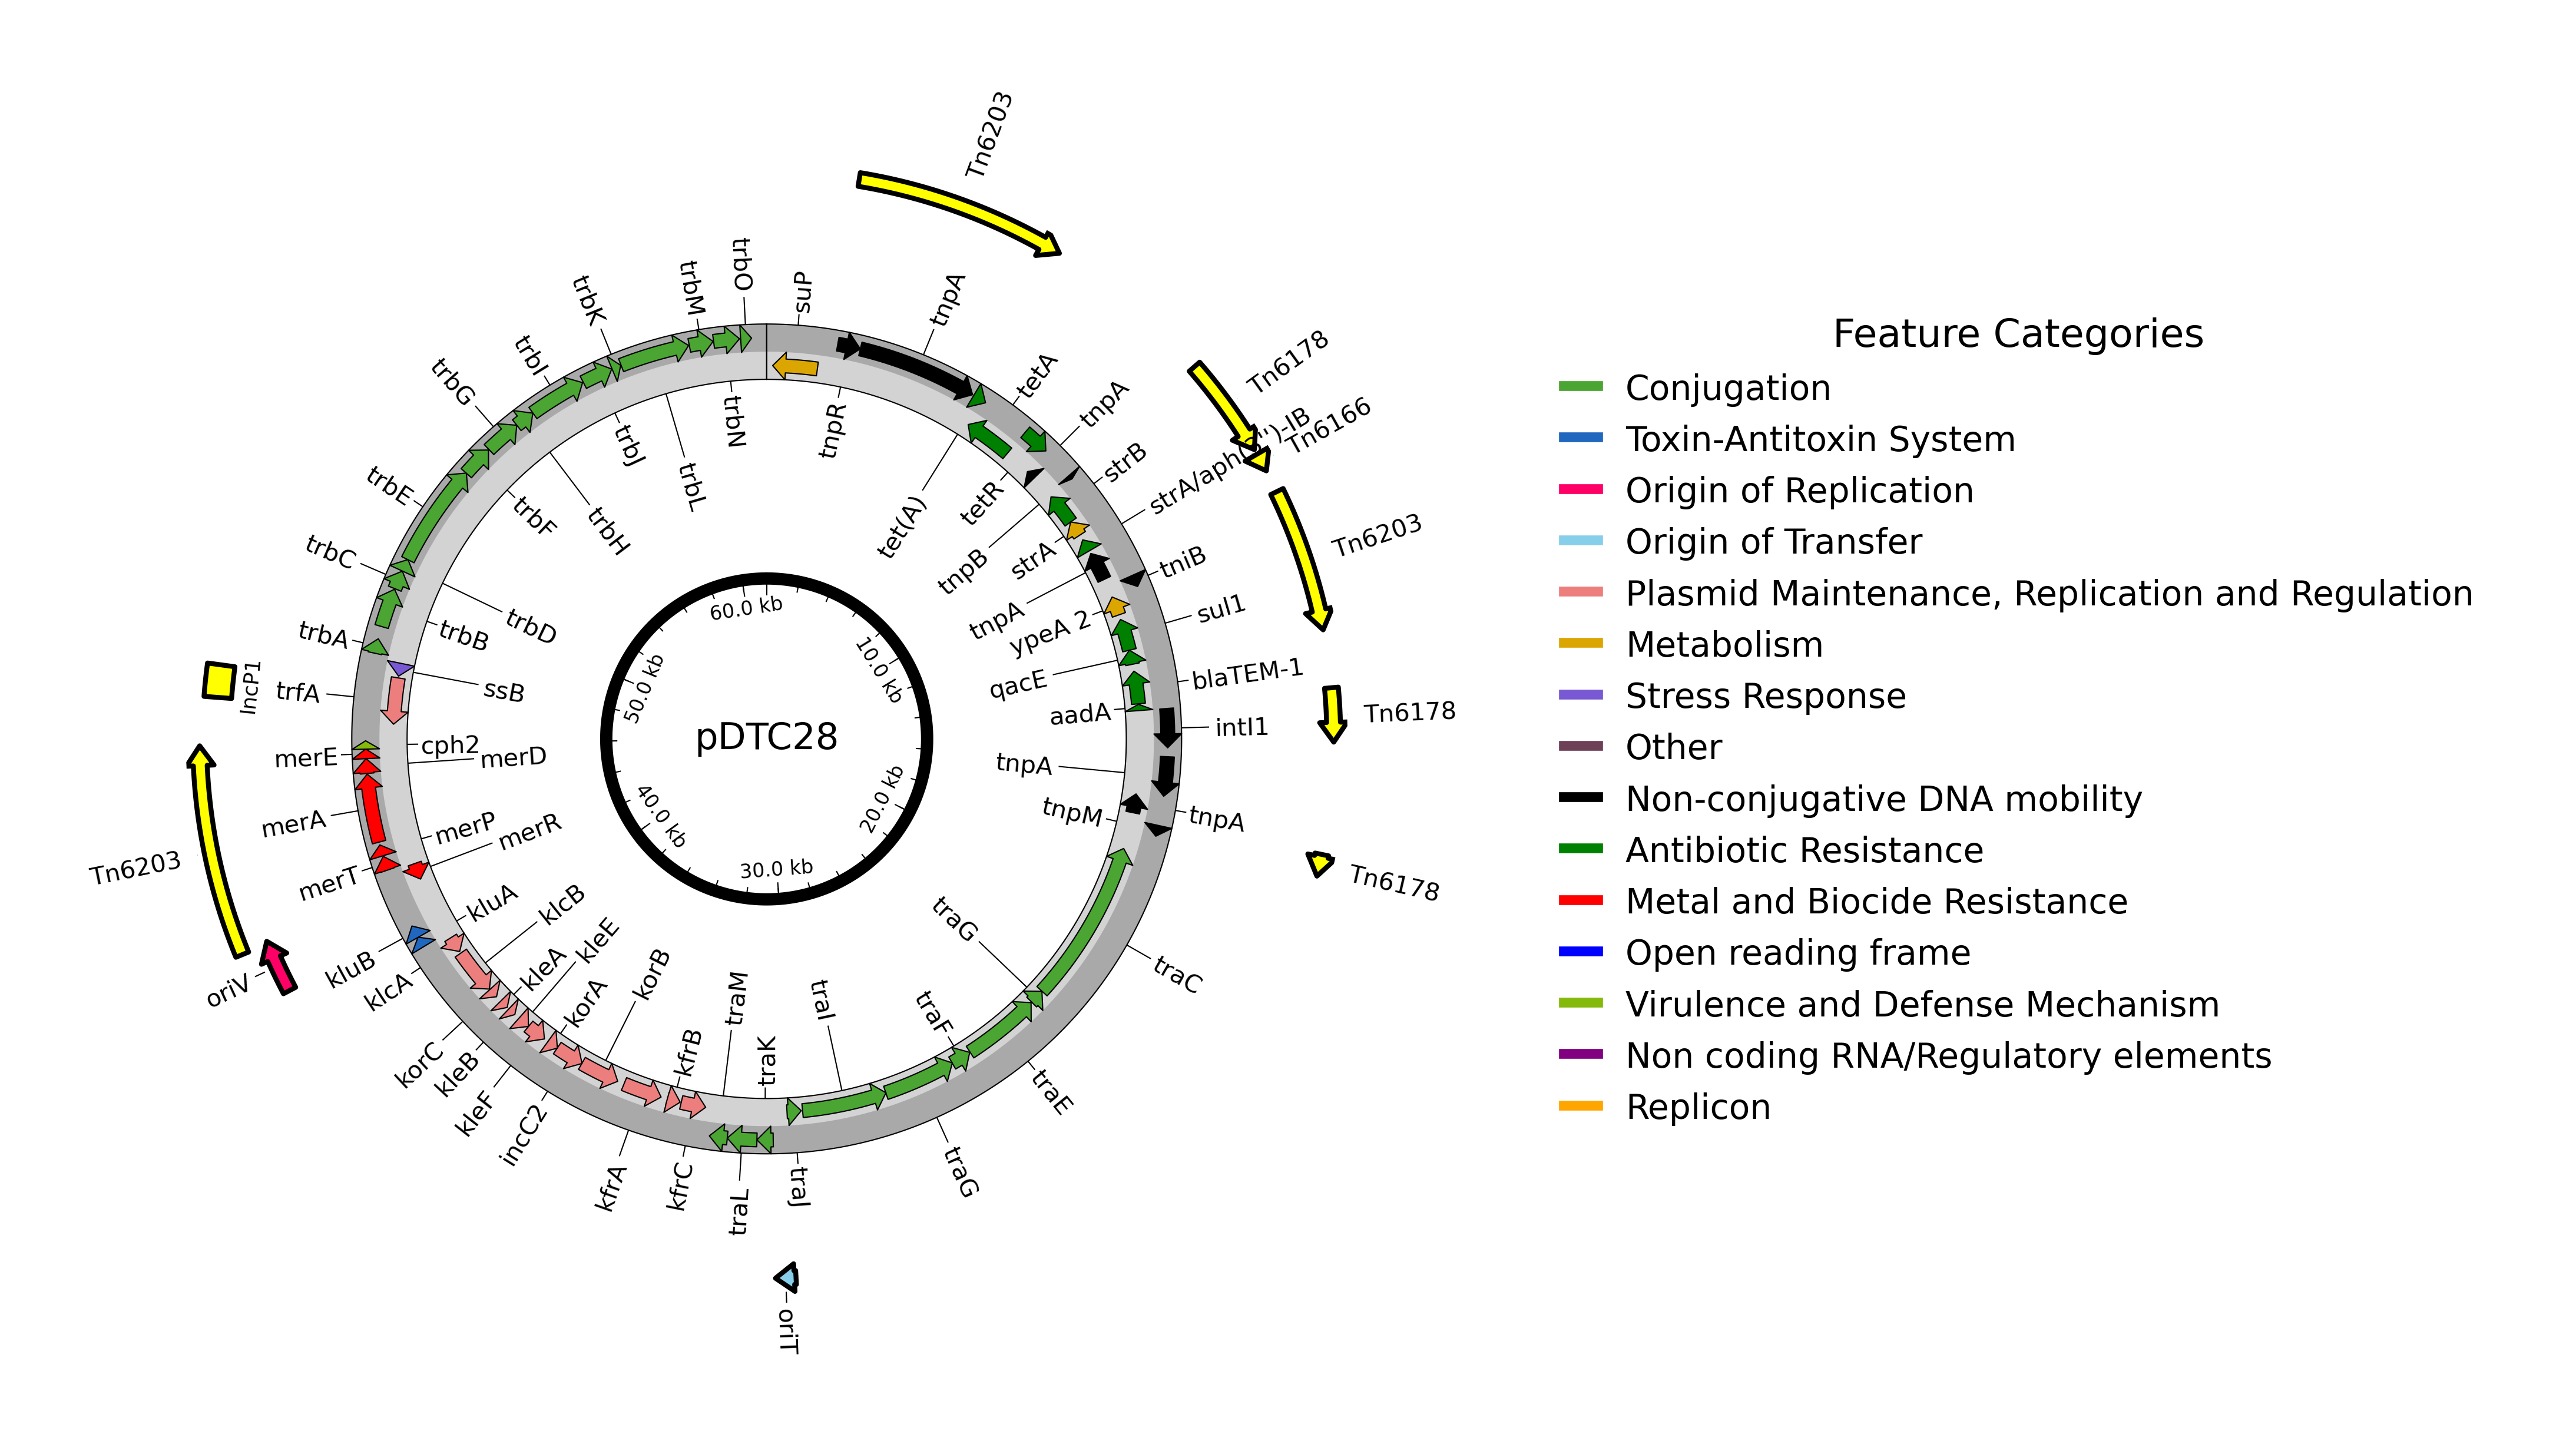 Tn6203
trbO
suP
trbM
trbK
tnpA
trbI
tetA
Tn6178
trbG
tnpA
Tn6166
strB
strA/aph(3'')-IB
trbE
Tn6203
trbC
tniB
trbA
sul1
IncP1
trfA
blaTEM-1
Tn6178
intI1
merE
tnpA
merA
Tn6203
merT
Tn6178
kluB
oriV
klcA
traC
korC
kleB
kleF
traE
incC2
kfrA
kfrC
traL
traJ
traG
oriT
trbN
tnpR
trbJ
trbL
trbF
trbH
tet(A)
tetR
tnpB
strA
trbD
trbB
tnpA
ypeA 2
ssB
qacE
aadA
cph2
merD
tnpA
merP
merR
tnpM
kluA
klcB
kleE
kleA
korA
korB
traG
traM
traI
traF
kfrB
traK
60.0 kb
10.0 kb
50.0 kb
pDTC28
20.0 kb
40.0 kb
30.0 kb
Feature Categories
Conjugation
Toxin-Antitoxin System
Origin of Replication
Origin of Transfer
Plasmid Maintenance, Replication and Regulation
Metabolism
Stress Response
Other
Non-conjugative DNA mobility
Antibiotic Resistance
Metal and Biocide Resistance
Open reading frame
Virulence and Defense Mechanism
Non coding RNA/Regulatory elements
Replicon